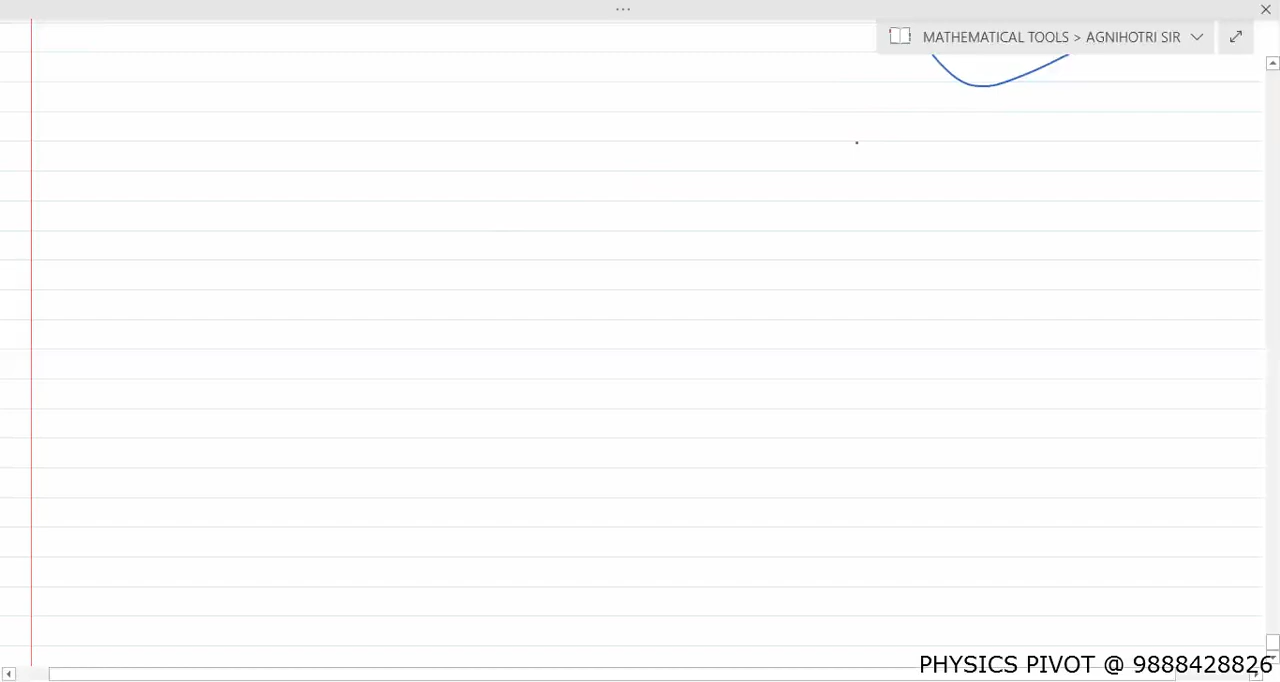 MATHEMATICAL TOOLS > AGNIHOTRI SIR
PHYSICS PIVOT @ 9888428826